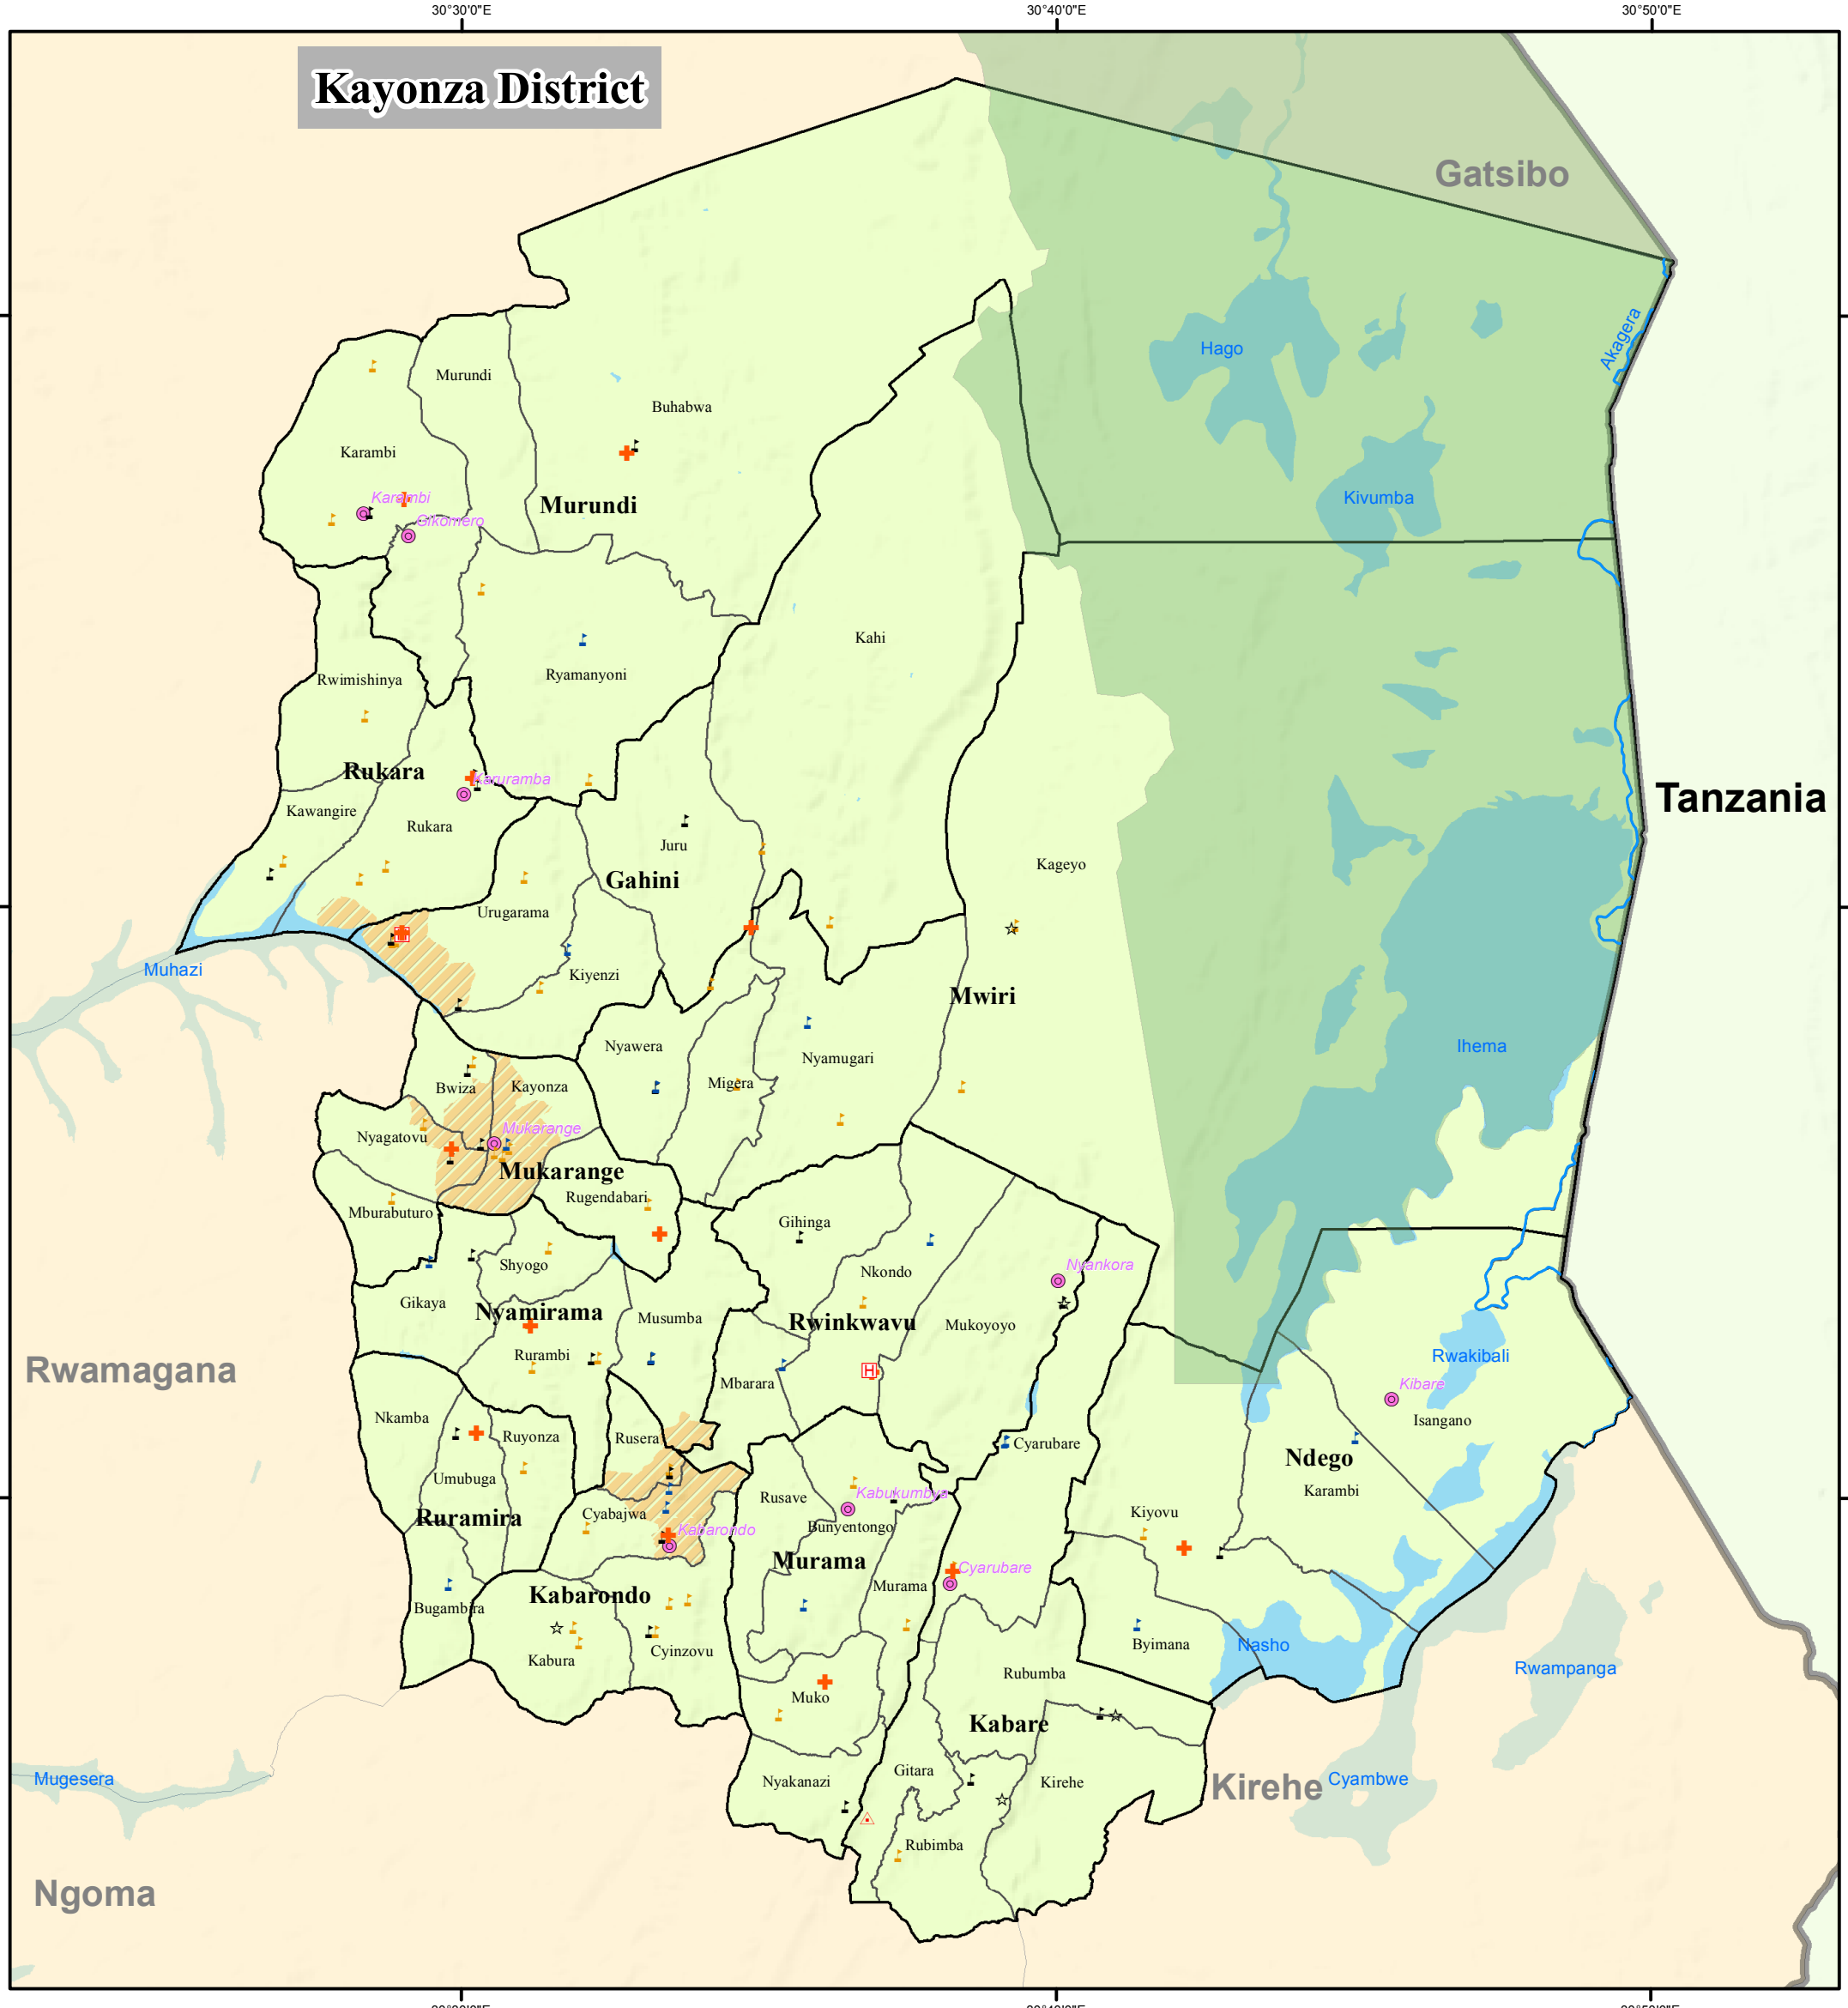 30°30'0"E
30°40'0"E
30°50'0"E
Kayonza District
Gatsibo
Akagera
Hago
Murundi
Buhabwa
Karambi
Karambi
Kivumba
Murundi
Gikomero
Kahi
Ryamanyoni
Rwimishinya
Rukara
Karuramba
Tanzania
Kawangire
Rukara
Juru
Kageyo
Gahini
Urugarama
Muhazi
Kiyenzi
Mwiri
Nyawera
Ihema
Nyamugari
Migera
Bwiza
Kayonza
Mukarange
Nyagatovu
Mukarange
Rugendabari
Mburabuturo
Gihinga
Shyogo
Nyankora
Nkondo
Gikaya
Nyamirama
Musumba
Rwinkwavu
Mukoyoyo
Rurambi
Rwakibali
Rwamagana
Mbarara
Kibare
Nkamba
Isangano
Ruyonza
Rusera
Cyarubare
Ndego
Umubuga
Karambi
Kabukumbya
Rusave
Cyabajwa
Kiyovu
Ruramira
Kabarondo
Bunyentongo
Murama
Cyarubare
Murama
Kabarondo
Bugambira
Byimana
Nasho
Cyinzovu
Kabura
Rubumba
Rwampanga
Muko
Kabare
Mugesera
Nyakanazi
Gitara
Kirehe
Kirehe
Cyambwe
Rubimba
Ngoma